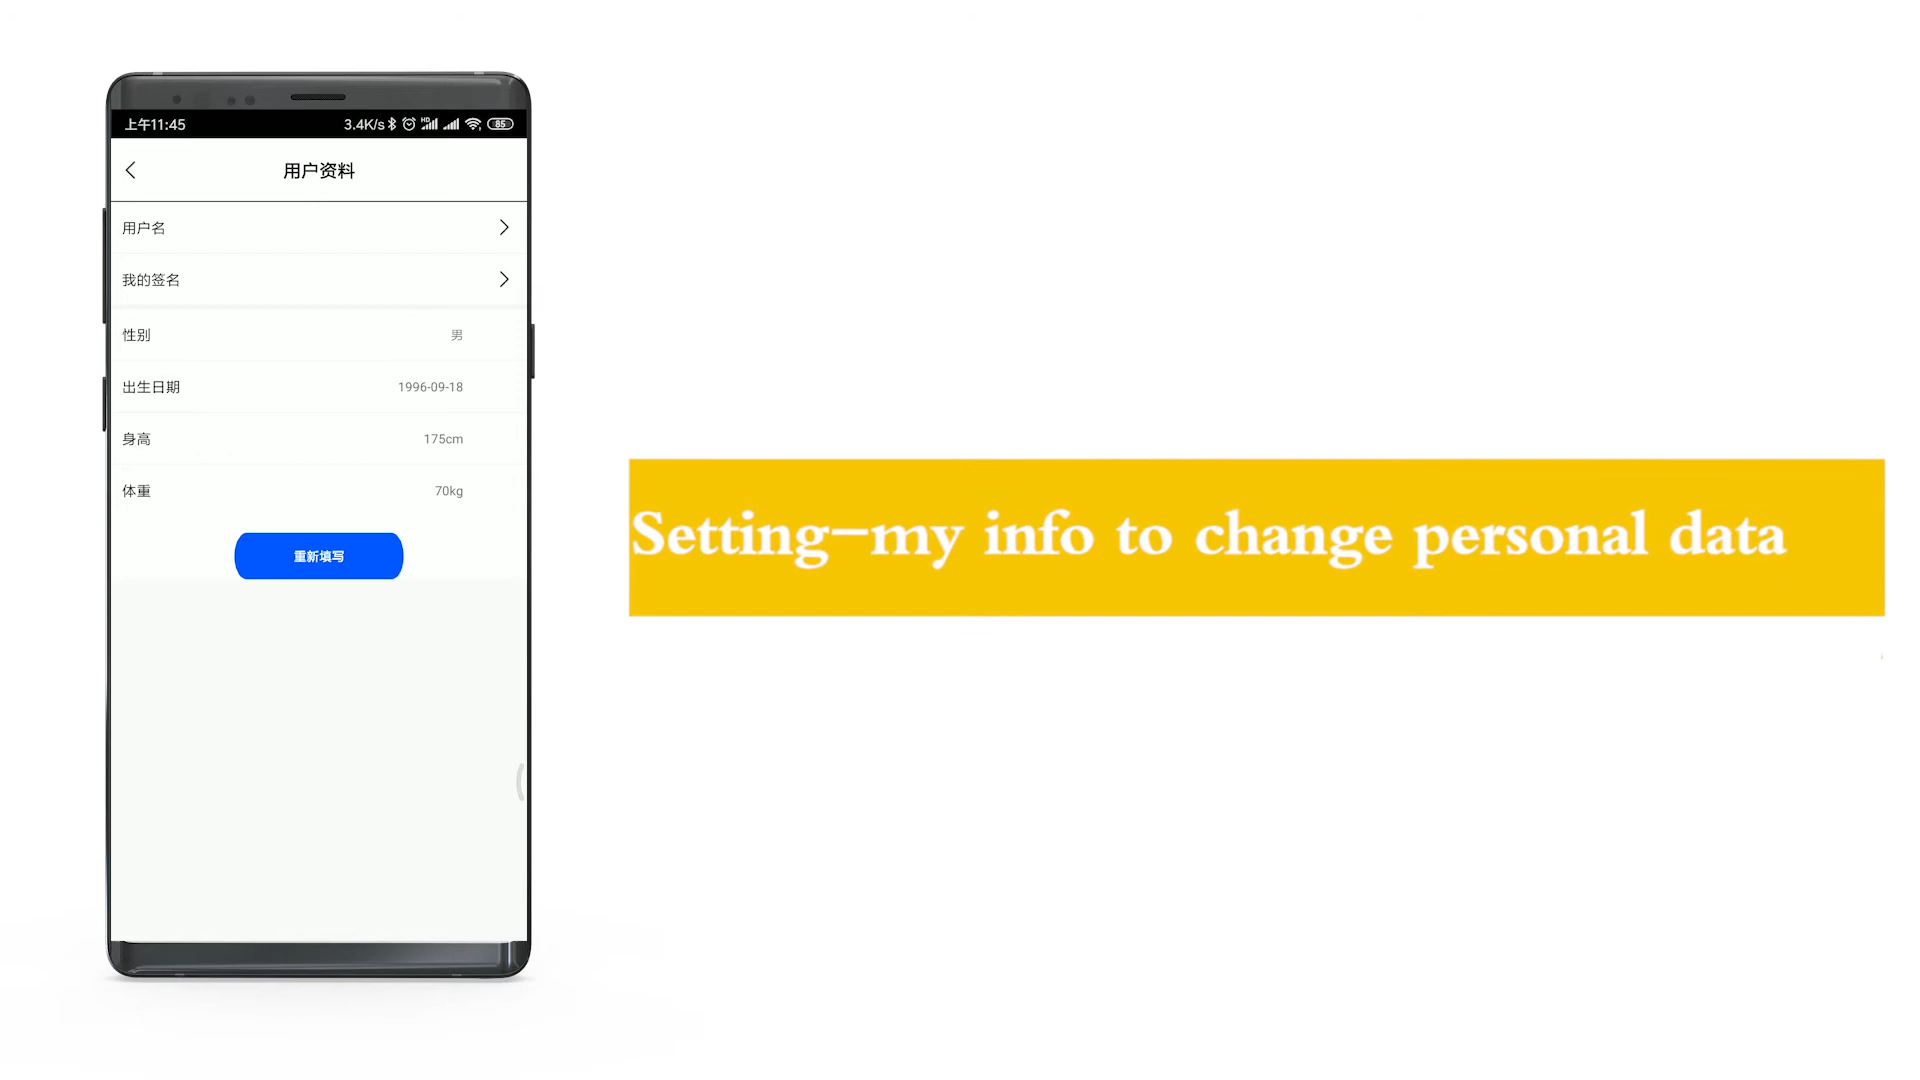 上午11:45 3.4K/s HD 85
用户资料
用户名
我的签名
性别 男
出生日期 1996-09-18
身高 175cm
体重 70kg
重新填写
Setting-my info to change personal data